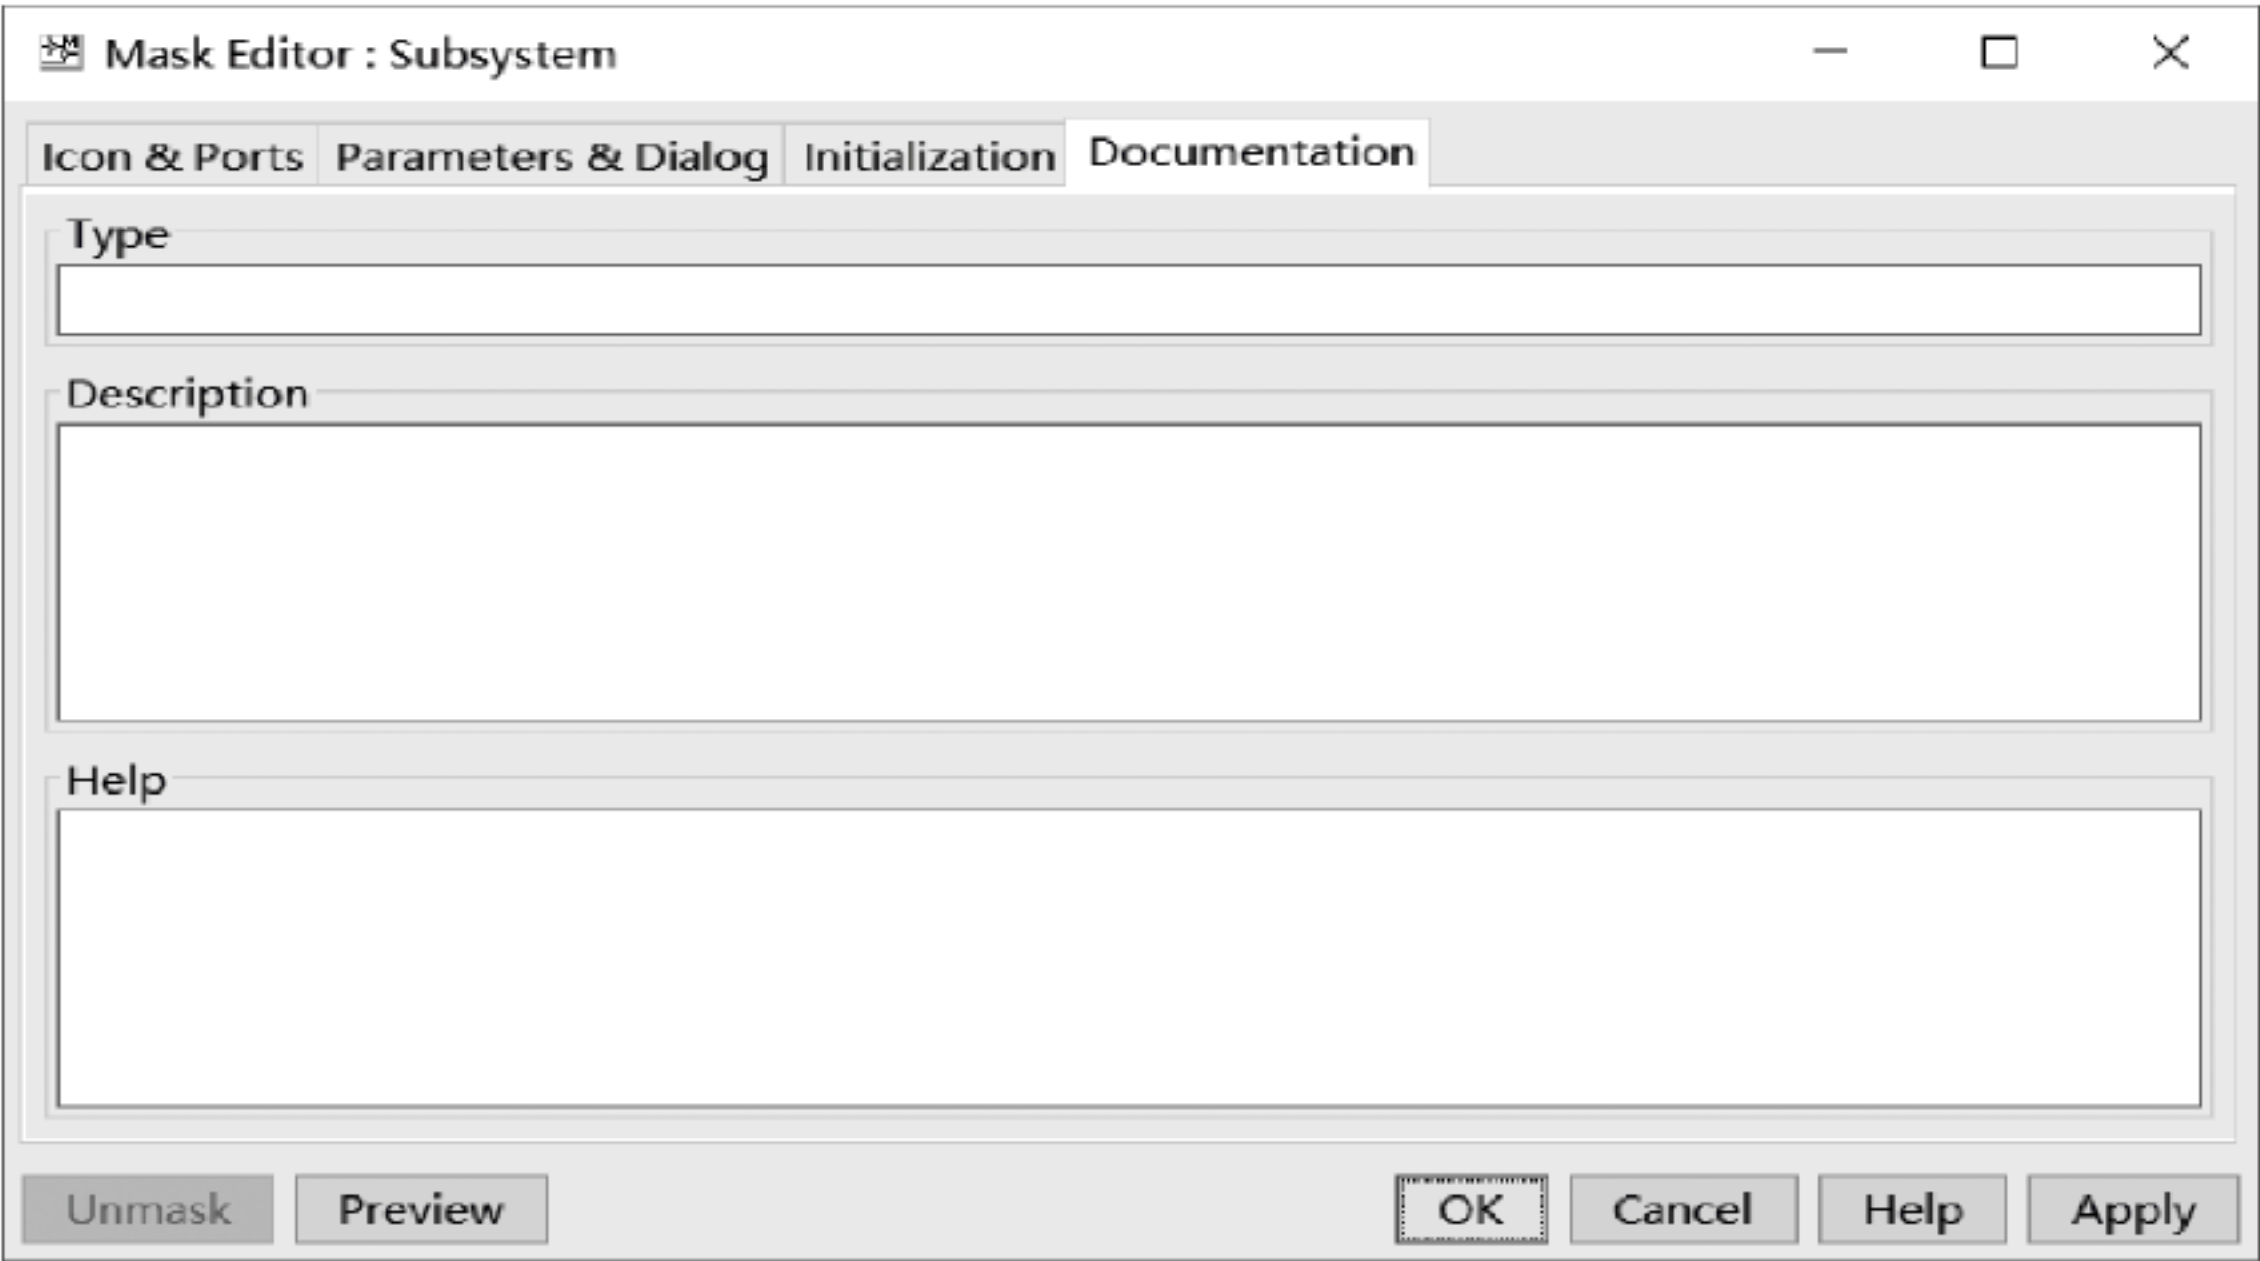 Mask Editor : Subsystem
Icon & Ports Parameters & Dialog Initialization Documentation
Type
Description
Help
Unmask Preview OK Cancel Help Apply